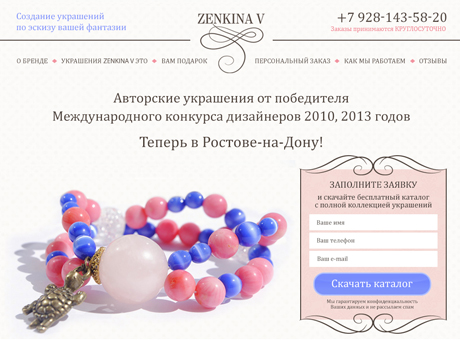 Создание украшений
по эскизу вашей фантазии
ZENKINA V
+7 928-143-58-20
Заказы принимаются КРУГЛОСУТОЧНО
О БРЕНДЕ УКРАШЕНИЯ ZENKINA V ЭТО ВАМ ПОДАРОК ПЕРСОНАЛЬНЫЙ ЗАКАЗ КАК МЫ РАБОТАЕМ ОТЗЫВЫ
Авторские украшения от победителя
Международного конкурса дизайнеров 2010, 2013 годов
Теперь в Ростове-на-Дону!
ЗАПОЛНИТЕ ЗАЯВКУ
и скачайте бесплатный каталог
с полной коллекцией украшений
Ваше имя
Ваш телефон
Ваш e-mail
Скачать каталог
Мы гарантируем конфиденциальность
Ваших данных и не рассылаем спам